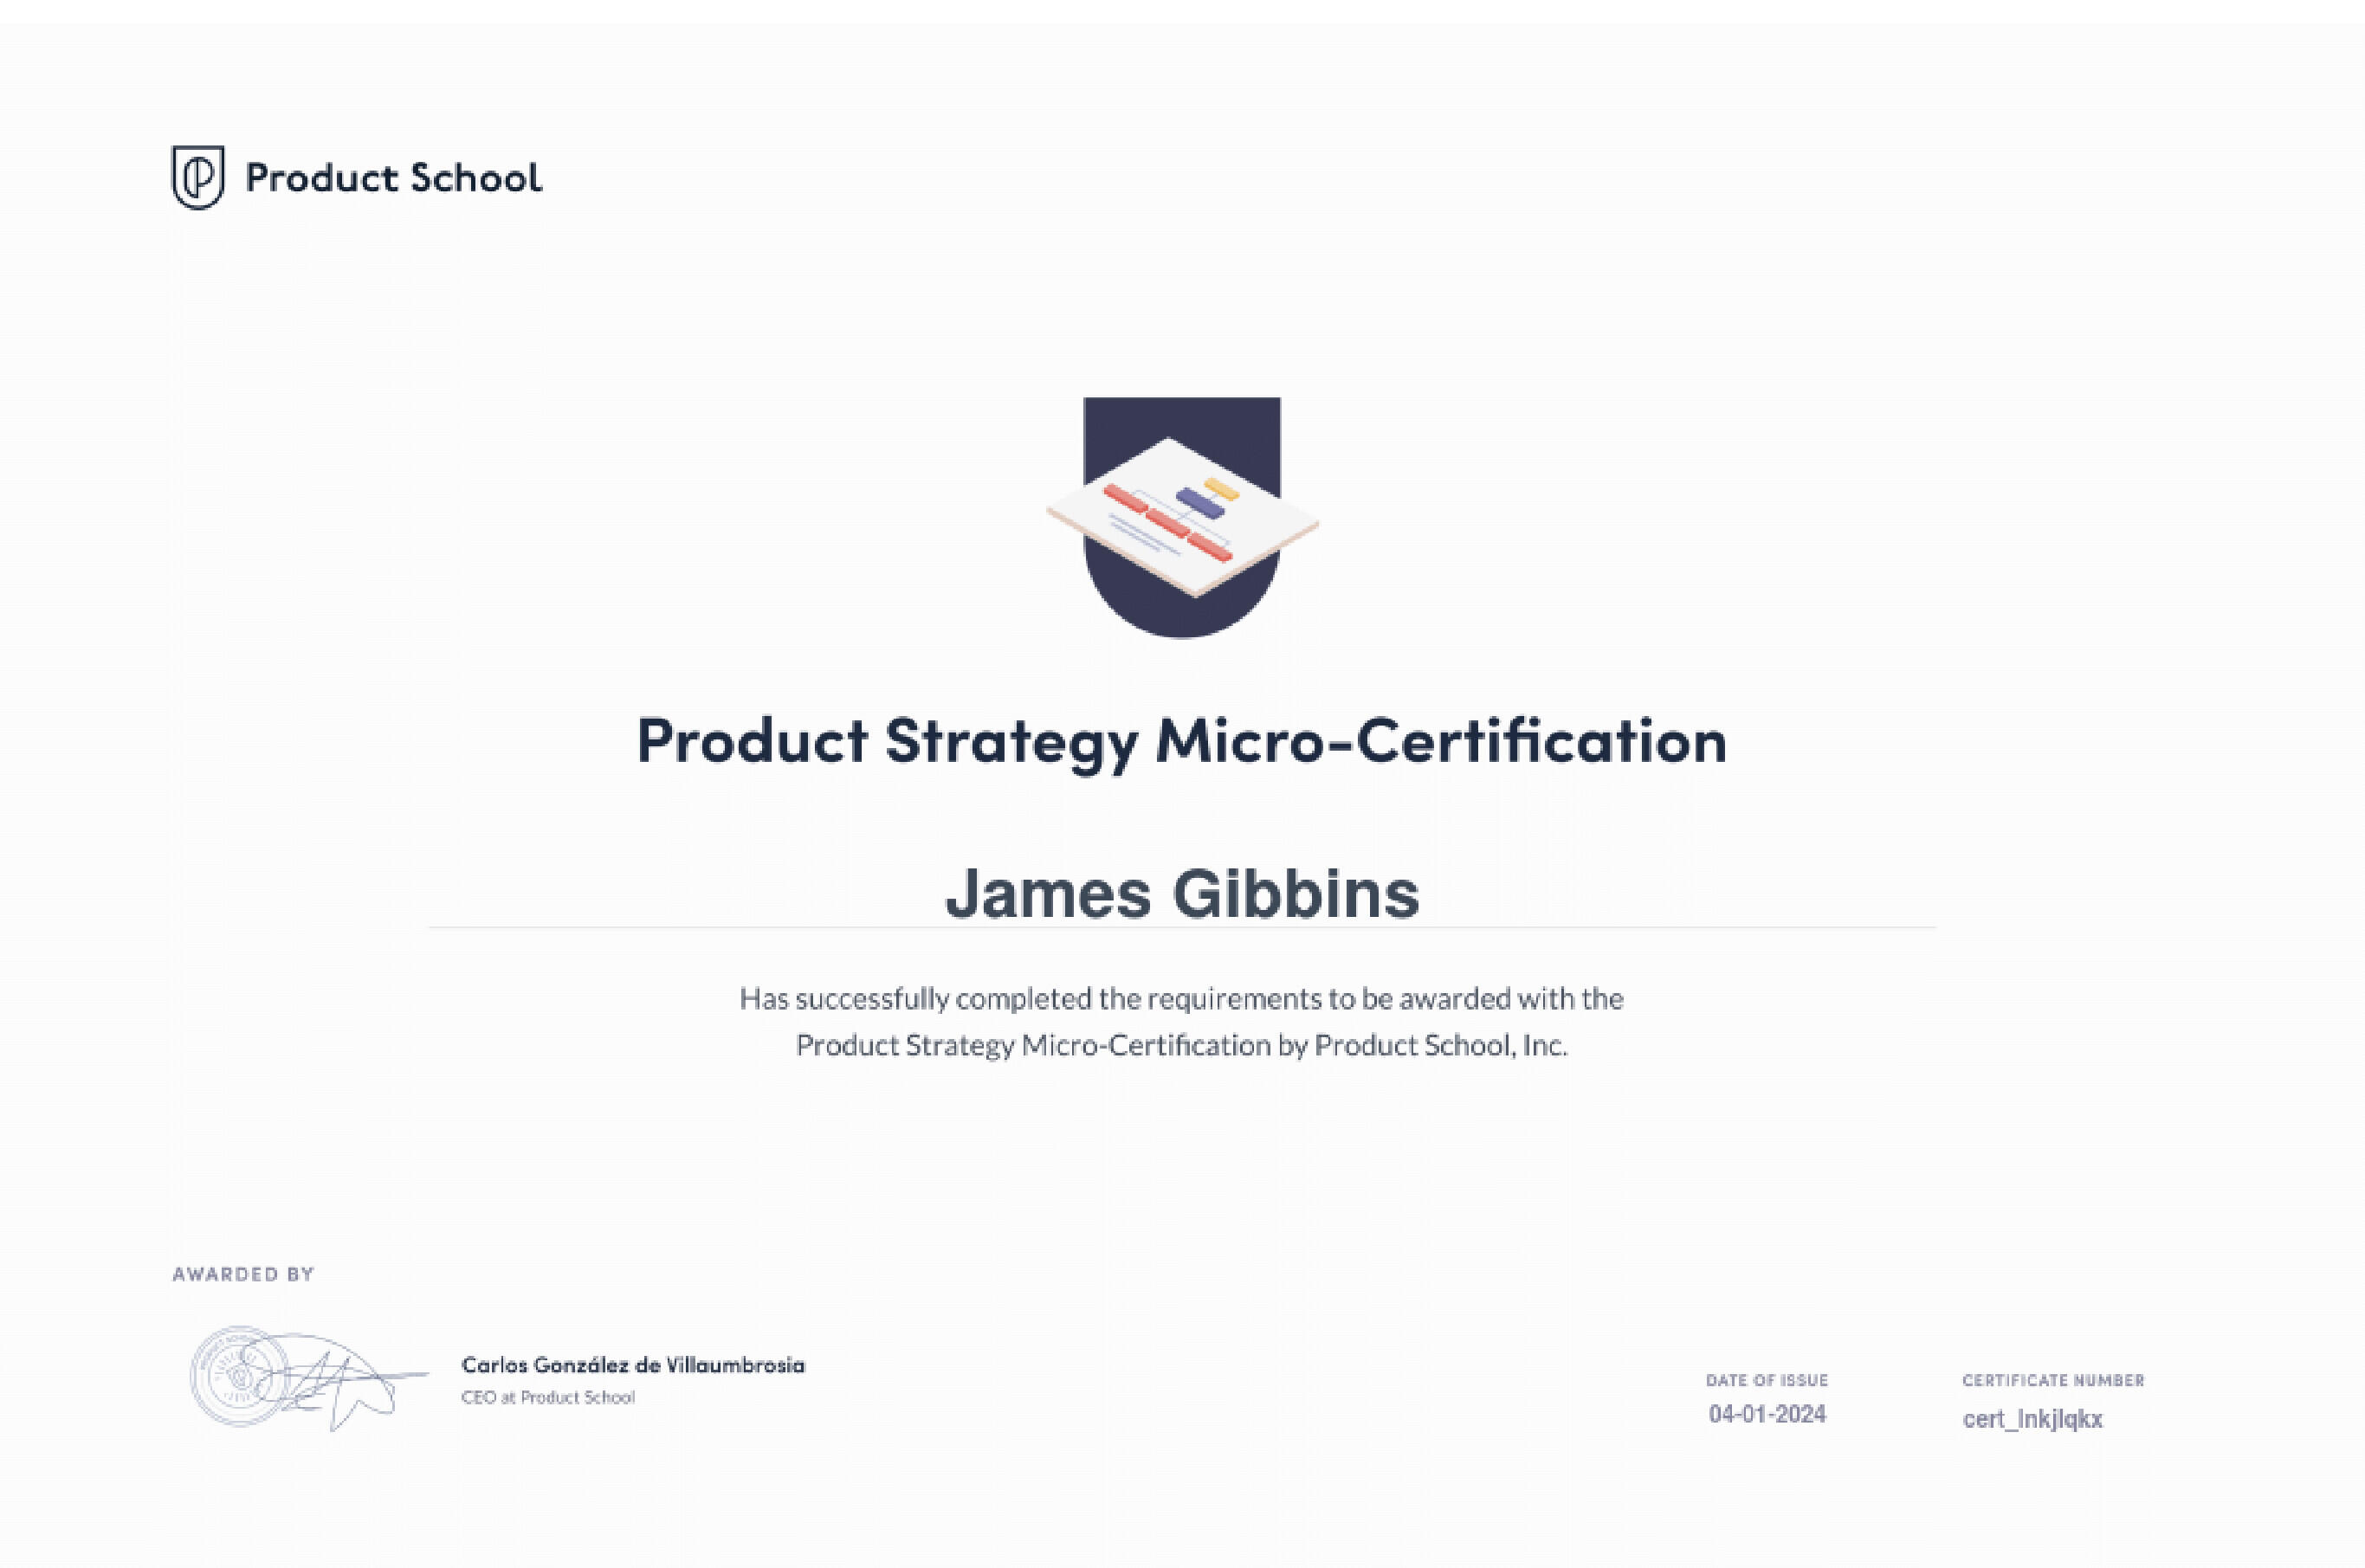 Product School
Product Strategy Micro-Certification
James Gibbins
Has successfully completed the requirements to be awarded with the
Product Strategy Micro-Certification by Product School, Inc.
AWARDED BY
Carlos González de Villaumbrosia
CEO at Product School
DATE OF ISSUE
04-01-2024
CERTIFICATE NUMBER
cert_lnkjlqkx